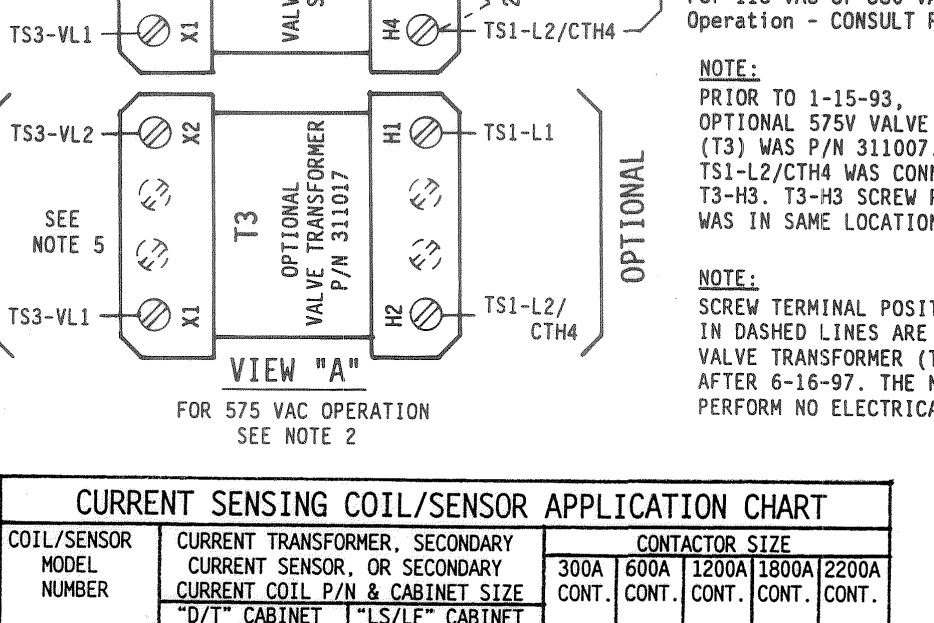 TS3-VL1
X1
H4
TS1-L2/CTH4
Operation - CONSULT
NOTE:
PRIOR TO 1-15-93,
OPTIONAL 575V VALVE
(T3) WAS P/N 311007.
TS1-L2/CTH4 WAS
T3-H3. T3-H3 SCREW
WAS IN SAME
TS3-VL2
X2
H1
TS1-L1
SEE
NOTE 5
T3
OPTIONAL
VALVE TRANSFORMER
P/N 311017
OPTIONAL
TS3-VL1
X1
H2
TS1-L2/
CTH4
NOTE:
SCREW TERMINAL
IN DASHED LINES ARE
VALVE TRANSFORMER
AFTER 6-16-97. THE
PERFORM NO
VIEW "A"
FOR 575 VAC OPERATION
SEE NOTE 2
CURRENT SENSING COIL/SENSOR APPLICATION CHART
COIL/SENSOR
MODEL
NUMBER
CURRENT TRANSFORMER, SECONDARY
CURRENT SENSOR, OR SECONDARY
CURRENT COIL P/N & CABINET SIZE
"D/T" CABINET
"LS/LF" CABINET
CONTACTOR SIZE
300A
CONT.
600A
CONT.
1200A
CONT.
1800A
CONT.
2200A
CONT.